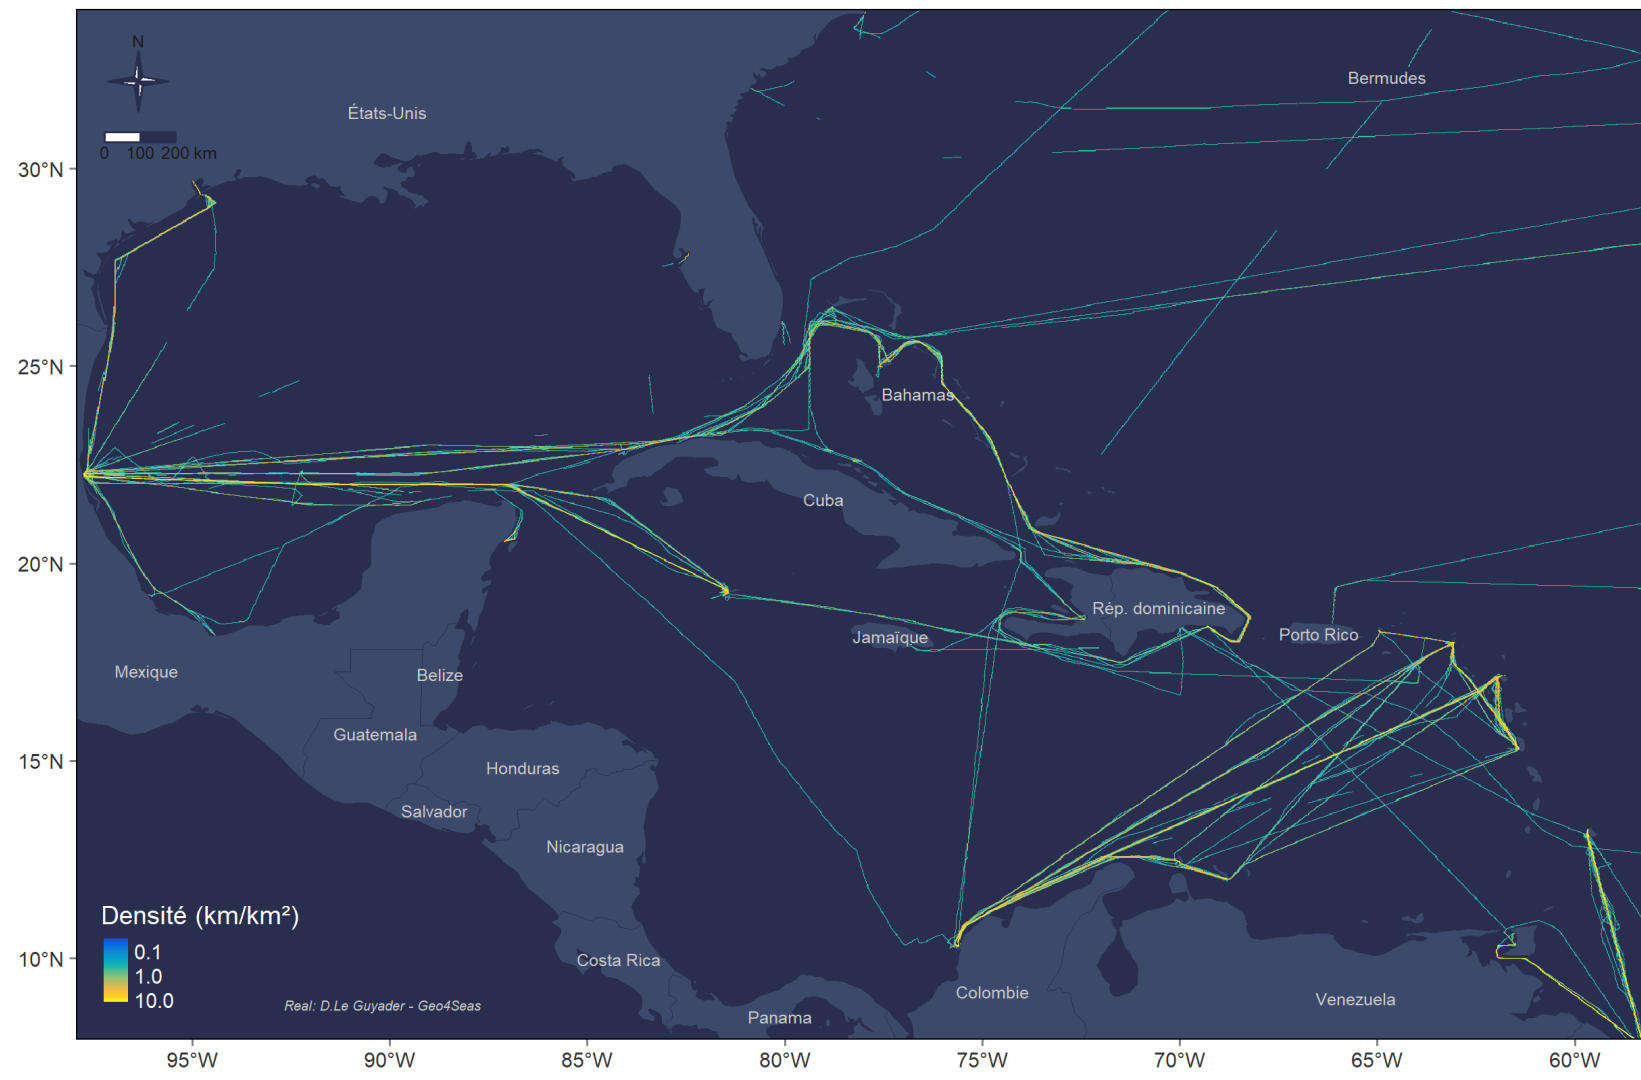 N
0 100 200 km
États-Unis
Bermudes
30°N
25°N
20°N
15°N
10°N
Bahamas
Cuba
Rép. dominicaine
Porto Rico
Jamaïque
Mexique
Belize
Guatemala
Honduras
Salvador
Nicaragua
Costa Rica
Panama
Colombie
Venezuela
Densité (km/km²)
0.1
1.0
10.0
Real: D.Le Guyader - Geo4Seas
95°W 90°W 85°W 80°W 75°W 70°W 65°W 60°W